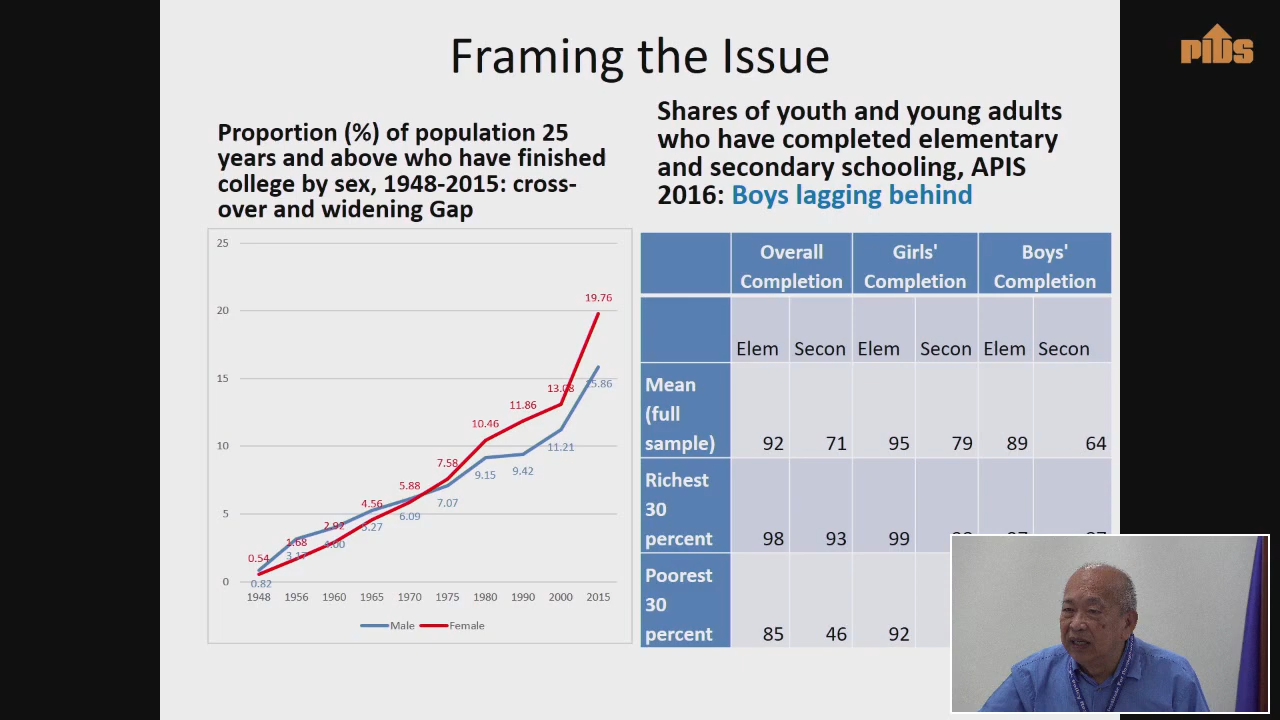 Framing the Issue
PIDS
Proportion (%) of population 25
years and above who have finished
college by sex, 1948-2015: cross-
over and widening Gap
25
20
15
10
5
0
19.76
15.86
13.08
11.86
11.21
10.46
9.42
9.15
7.58
7.07
5.88
6.09
4.56
5.27
2.92
4.00
1.68
0.54
0.82
1948 1956 1960 1965 1970 1975 1980 1990 2000 2015
Male Female
Shares of youth and young adults
who have completed elementary
and secondary schooling, APIS
2016: Boys lagging behind
Overall Girls' Boys'
Completion Completion Completion
Elem Secon Elem Secon Elem Secon
Mean
(full
sample) 92 71 95 79 89 64
Richest
30
percent 98 93 99
Poorest
30
percent 85 46 92